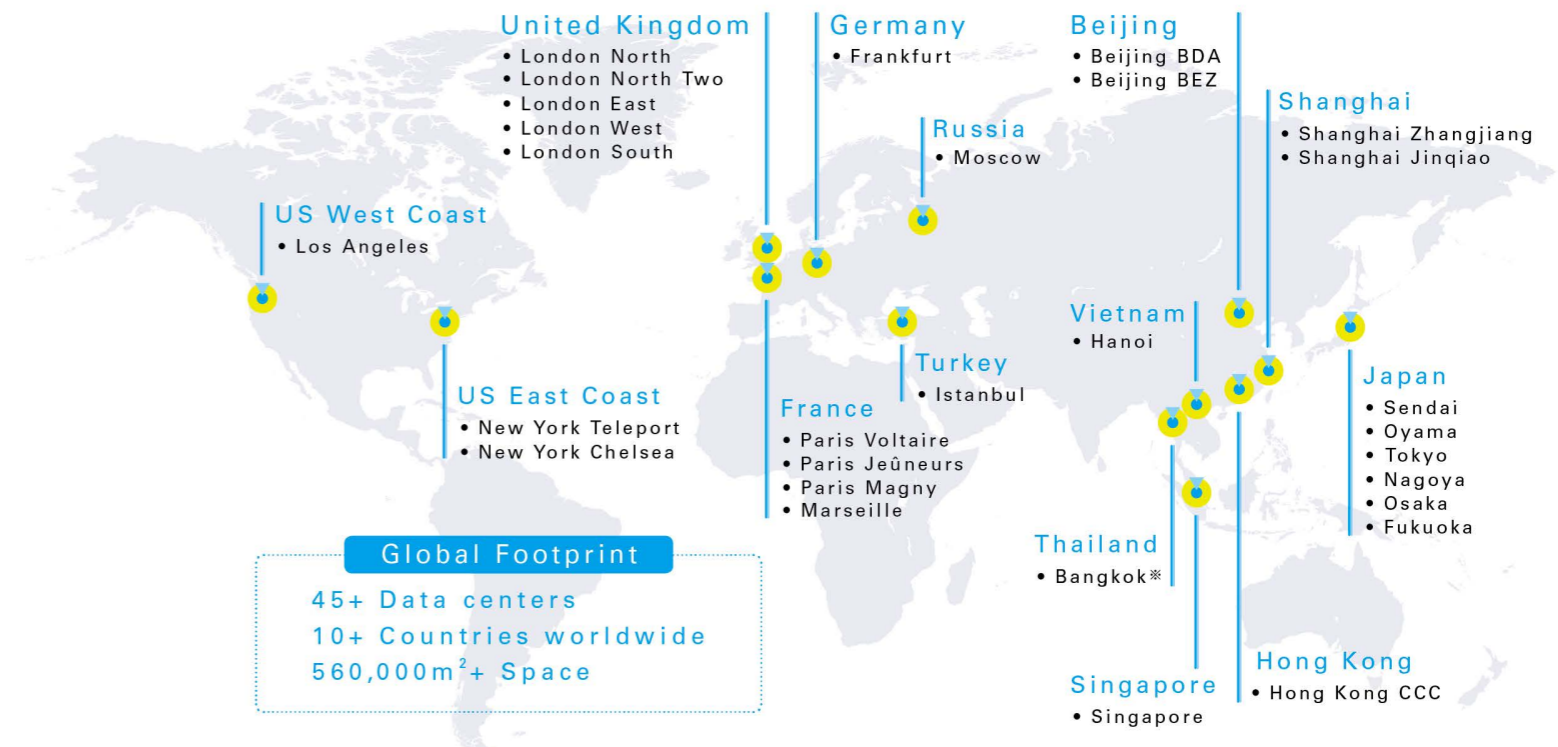 United Kingdom
• London North
• London North Two
• London East
• London West
• London South
Germany
• Frankfurt
Beijing
• Beijing BDA
• Beijing BEZ
Shanghai
• Shanghai Zhangjiang
• Shanghai Jinqiao
Russia
• Moscow
US West Coast
• Los Angeles
Vietnam
• Hanoi
Turkey
• Istanbul
Japan
• Sendai
• Oyama
• Tokyo
• Nagoya
• Osaka
• Fukuoka
US East Coast
• New York Teleport
• New York Chelsea
France
• Paris Voltaire
• Paris Jeûneurs
• Paris Magny
• Marseille
Thailand
• Bangkok※
Global Footprint
45+ Data centers
10+ Countries worldwide
560,000m²+ Space
Singapore
• Singapore
Hong Kong
• Hong Kong CCC